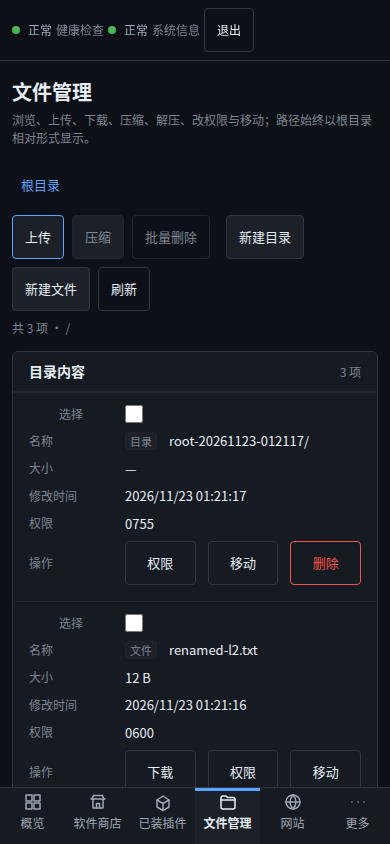 正常 健康检查 正常 系统信息 退出
文件管理
浏览、上传、下载、压缩、解压、改权限与移动；路径始终以根目录
相对形式显示。
根目录
上传 压缩 批量删除 新建目录
新建文件 刷新
共 3 项 · /
目录内容 3 项
选择
名称 目录 root-20261123-012117/
大小 —
修改时间 2026/11/23 01:21:17
权限 0755
操作 权限 移动 删除
选择
名称 文件 renamed-l2.txt
大小 12 B
修改时间 2026/11/23 01:21:16
权限 0600
操作 下载 权限 移动
概览 软件商店 已装插件 文件管理 网站 更多